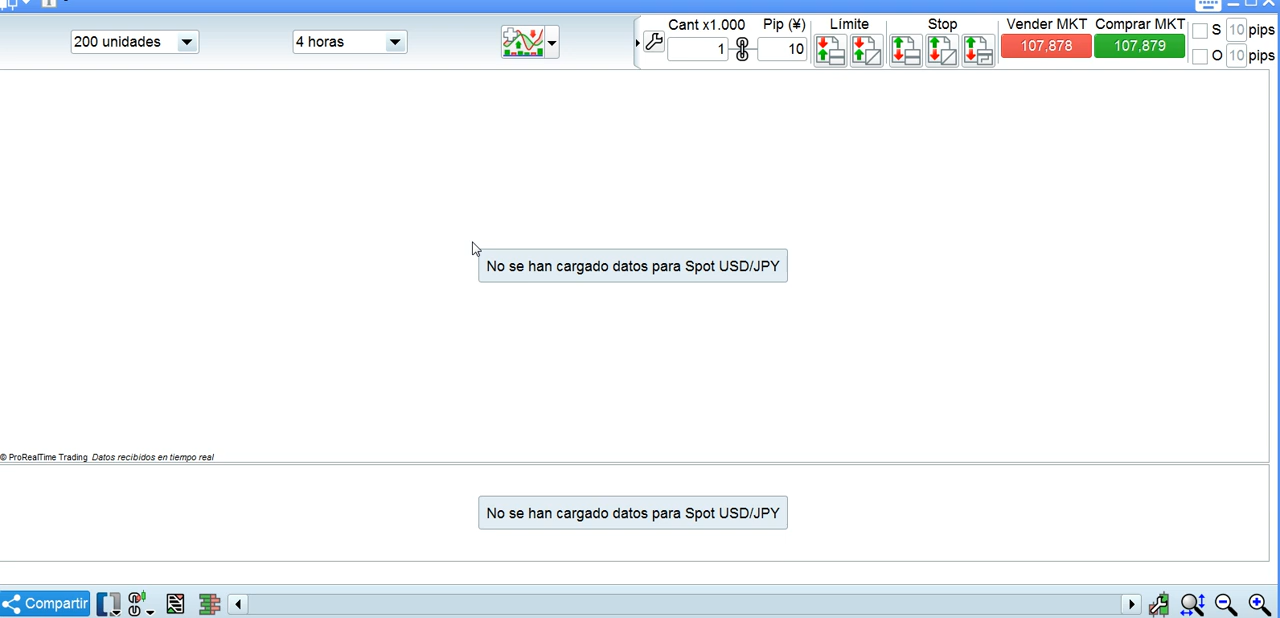 Cant x1.000 Pip (¥) Límite Stop Vender MKT Comprar MKT S 10 pips
200 unidades 4 horas 1 10 107,878 107,879 O 10 pips
No se han cargado datos para Spot USD/JPY
© ProRealTime Trading Datos recibidos en tiempo real
No se han cargado datos para Spot USD/JPY
Compartir